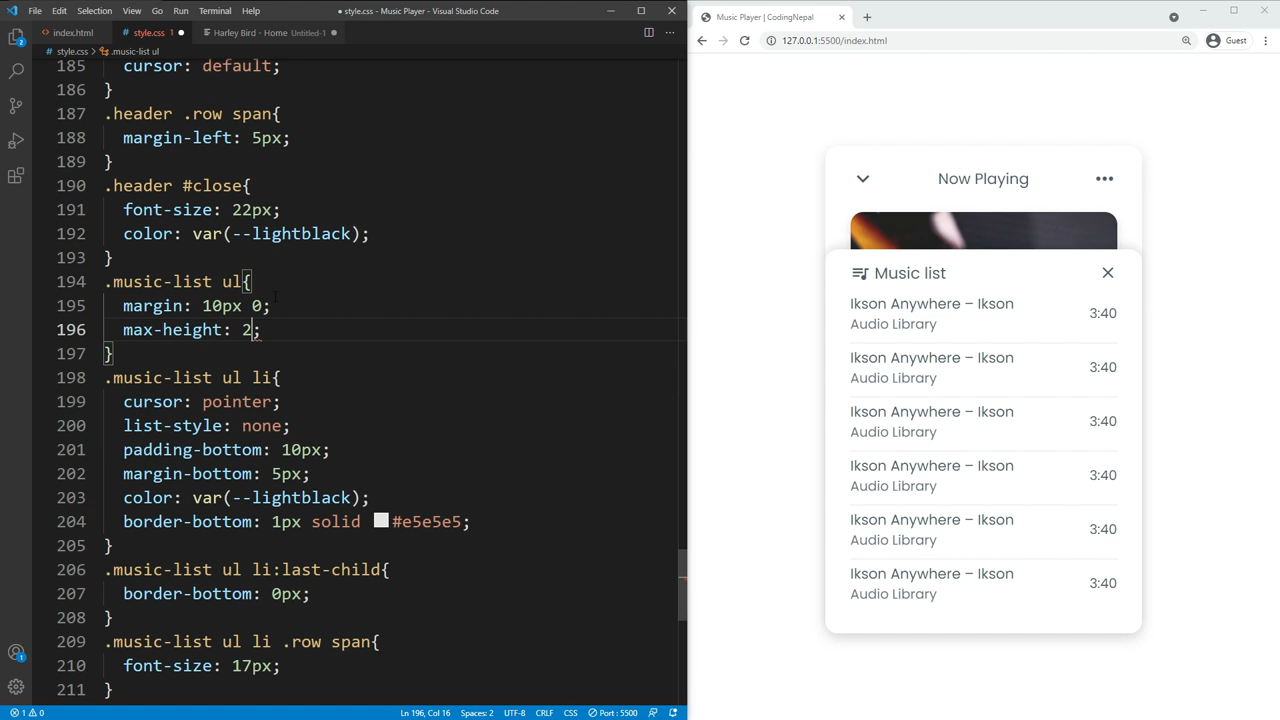 File Edit Selection View Go Run Terminal Help
● style.css - Music Player - Visual Studio Code
index.html
style.css 1 ●
Harley Bird - Home Untitled-1 ●
style.css > .music-list ul
185 cursor: default;
186 }
187 .header .row span{
188 margin-left: 5px;
189 }
190 .header #close{
191 font-size: 22px;
192 color: var(--lightblack);
193 }
194 .music-list ul{
195 margin: 10px 0;
196 max-height: 2;
197 }
198 .music-list ul li{
199 cursor: pointer;
200 list-style: none;
201 padding-bottom: 10px;
202 margin-bottom: 5px;
203 color: var(--lightblack);
204 border-bottom: 1px solid #e5e5e5;
205 }
206 .music-list ul li:last-child{
207 border-bottom: 0px;
208 }
209 .music-list ul li .row span{
210 font-size: 17px;
211 }
2
1
1 0
Ln 196, Col 16 Spaces: 2 UTF-8 CRLF CSS Port : 5500
Music Player | CodingNepal
127.0.0.1:5500/index.html
Guest
Now Playing
Music list
Ikson Anywhere – Ikson
Audio Library
3:40
Ikson Anywhere – Ikson
Audio Library
3:40
Ikson Anywhere – Ikson
Audio Library
3:40
Ikson Anywhere – Ikson
Audio Library
3:40
Ikson Anywhere – Ikson
Audio Library
3:40
Ikson Anywhere – Ikson
Audio Library
3:40